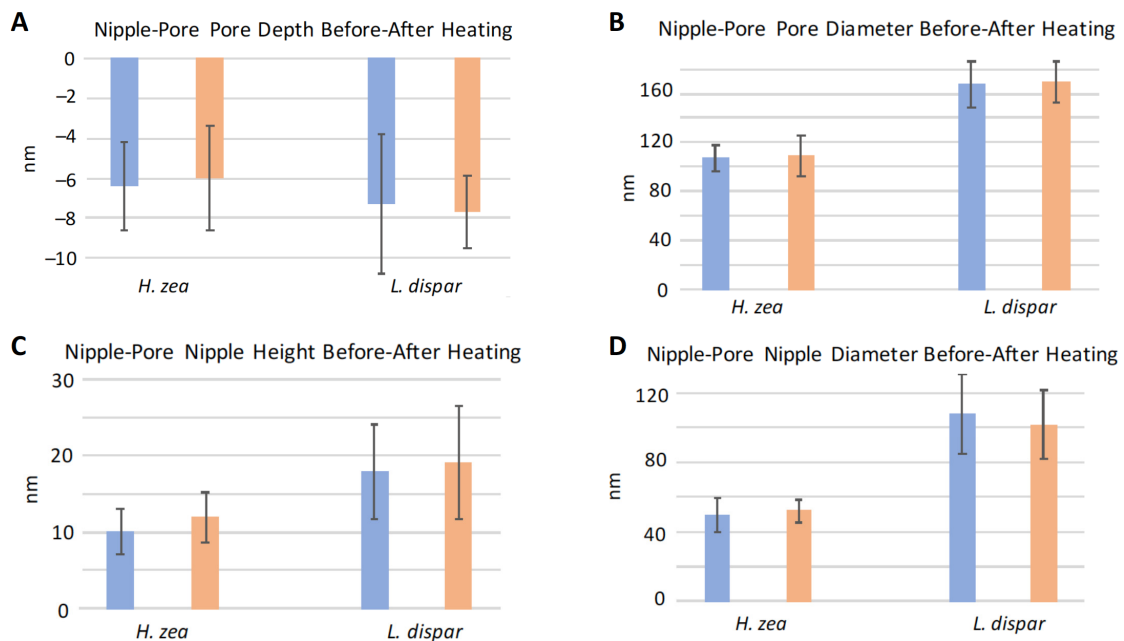 A
Nipple-Pore Pore Depth Before-After Heating
0
–2
–4
–6
–8
–10
nm
H. zea
L. dispar
B
Nipple-Pore Pore Diameter Before-After Heating
160
120
80
40
0
nm
H. zea
L. dispar
C
Nipple-Pore Nipple Height Before-After Heating
30
20
10
0
nm
H. zea
L. dispar
D
Nipple-Pore Nipple Diameter Before-After Heating
120
80
40
0
nm
H. zea
L. dispar